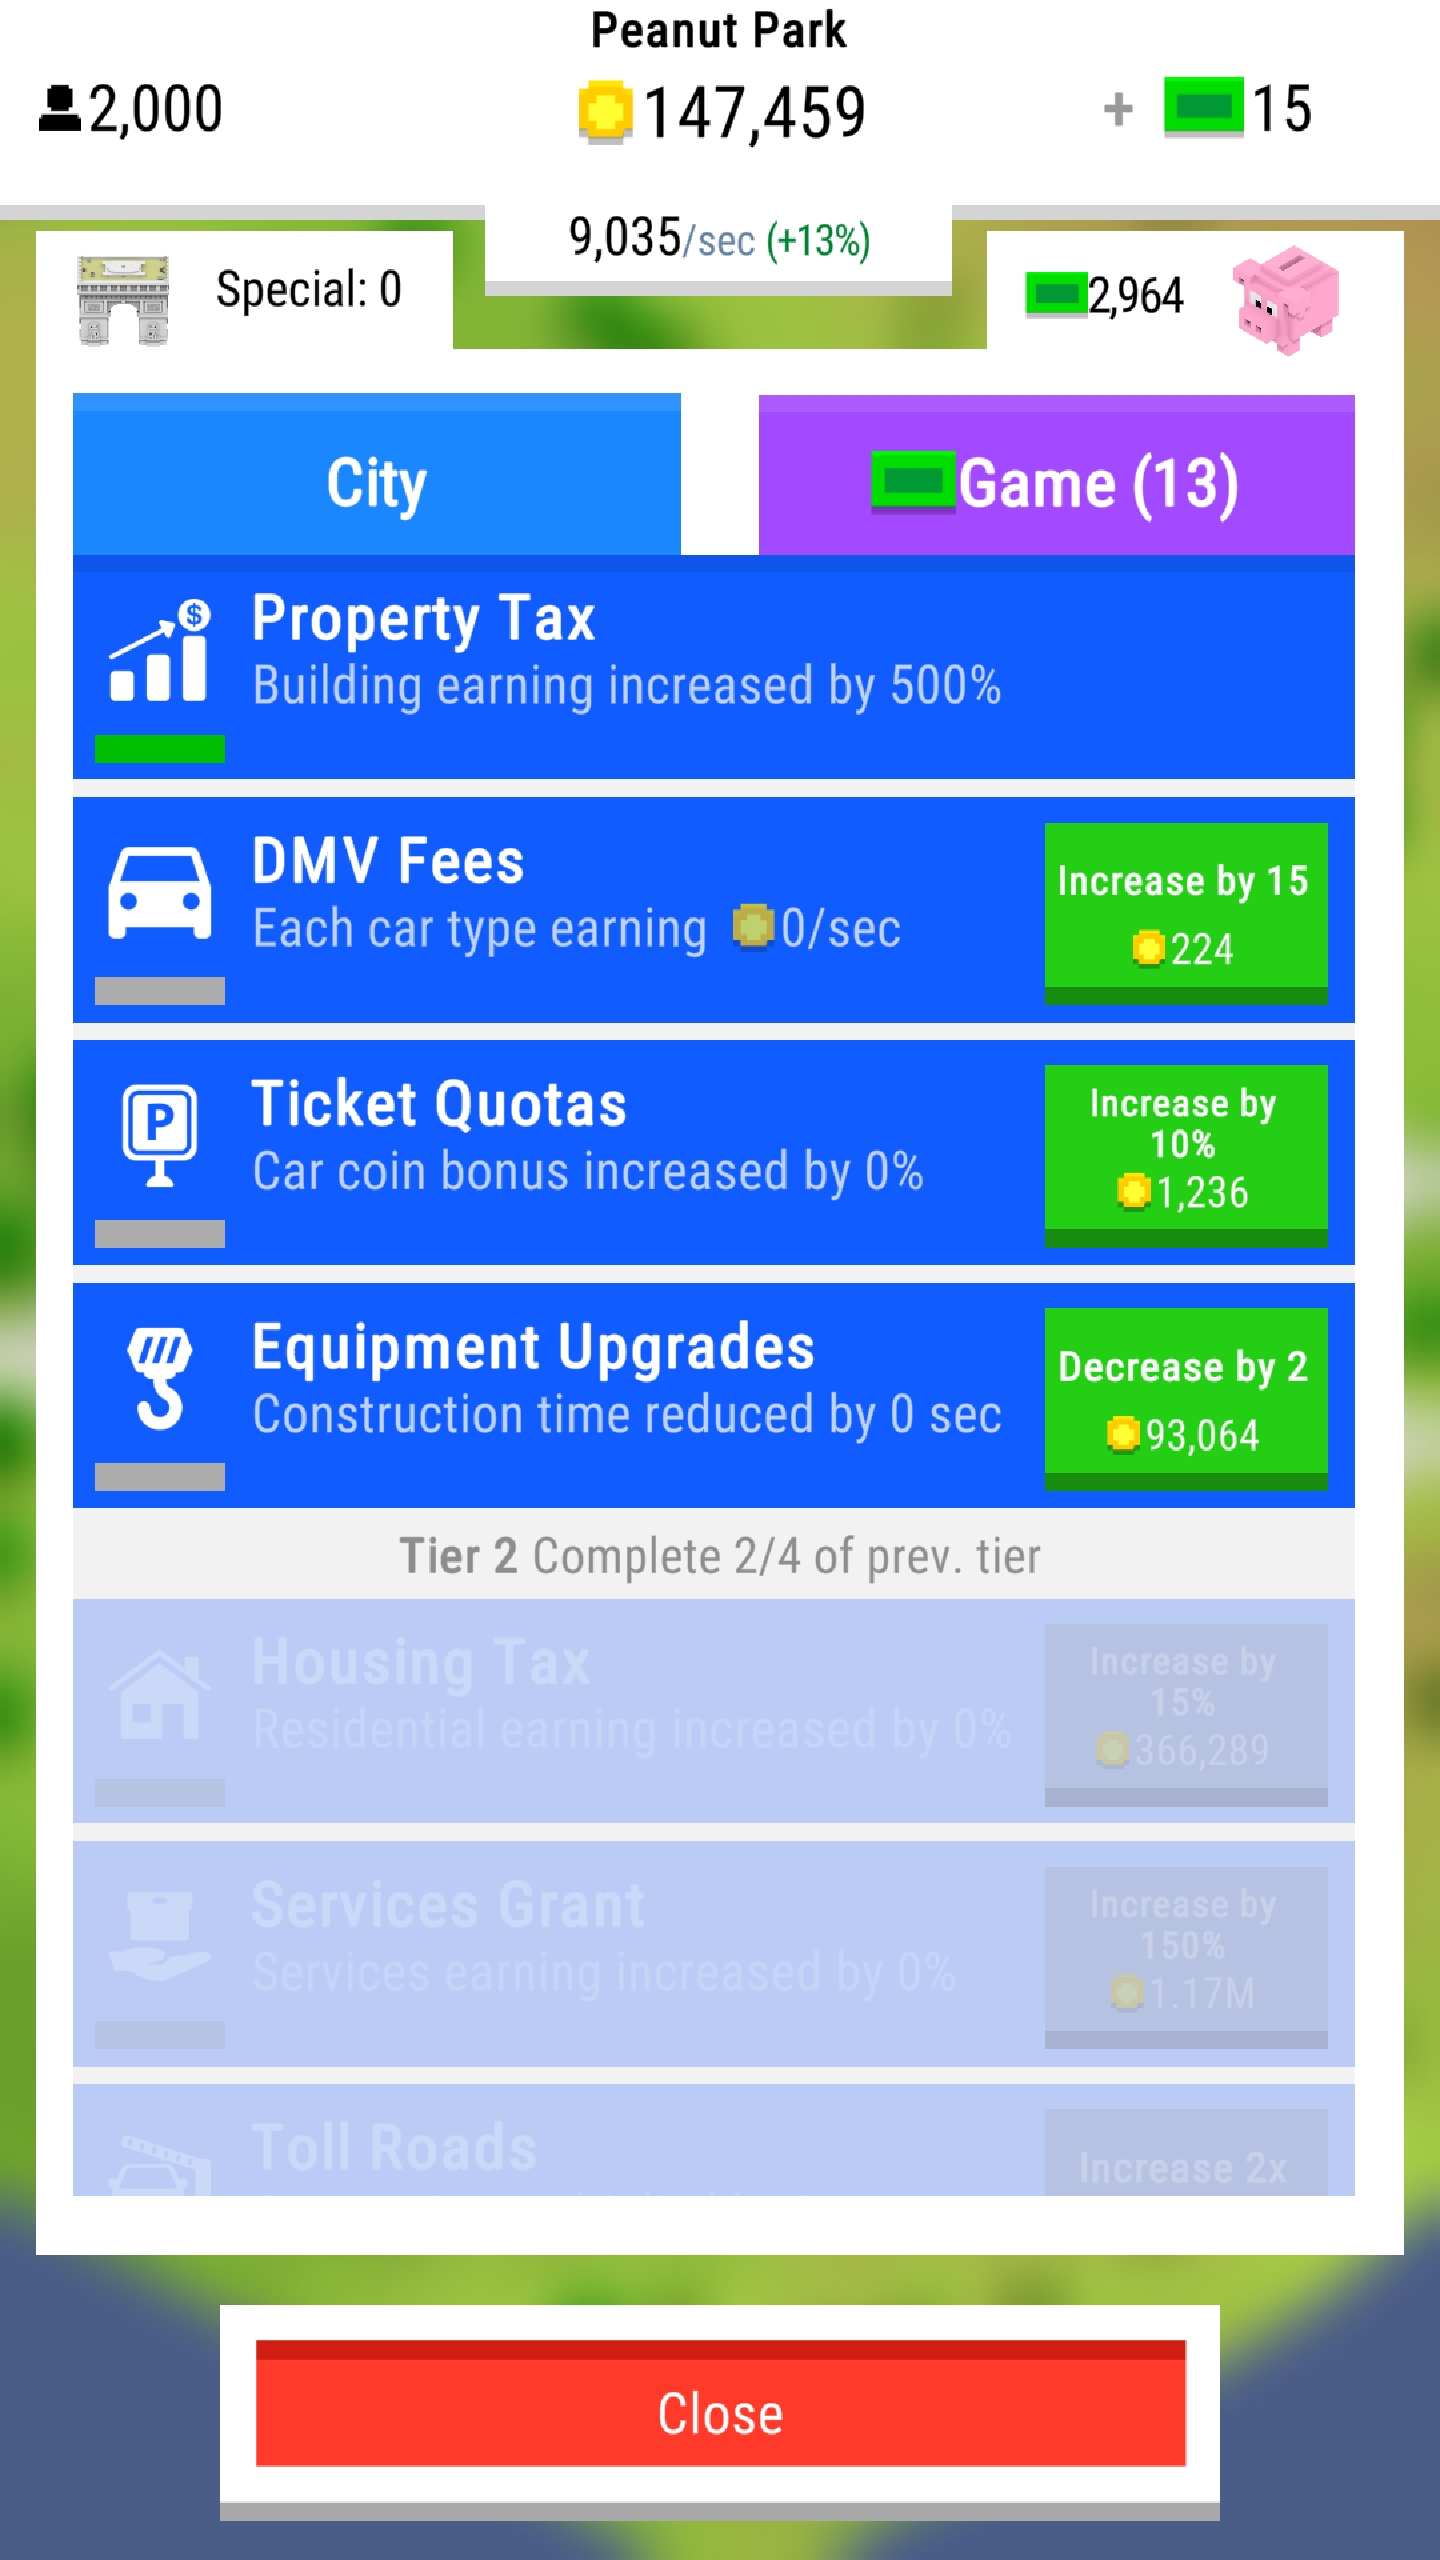 Peanut Park
2,000
147,459
+ 15
9,035/sec (+13%)
Special: 0
2,964
City
Game (13)
Property Tax
Building earning increased by 500%
DMV Fees
Each car type earning 0/sec
Increase by 15
224
Ticket Quotas
Car coin bonus increased by 0%
Increase by
10%
1,236
Equipment Upgrades
Construction time reduced by 0 sec
Decrease by 2
93,064
Tier 2 Complete 2/4 of prev. tier
Housing Tax
Residential earning increased by 0%
Increase by
15%
366,289
Services Grant
Services earning increased by 0%
Increase by
150%
1.17M
Toll Roads
Increase 2x
Close